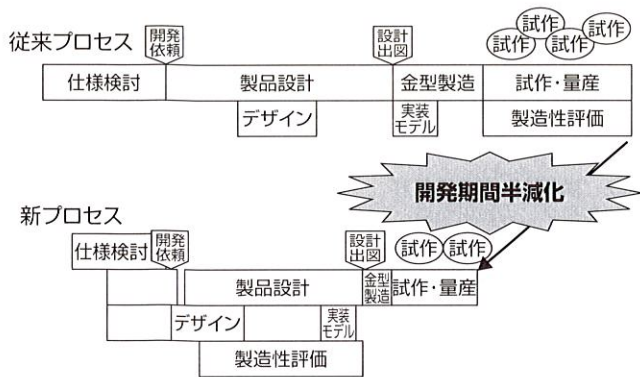 従来プロセス
開発
依頼
設計
出図
試作
試作
試作
試作
仕様検討
製品設計
金型製造
試作・量産
デザイン
実装
モデル
製造性評価
開発期間半減化
新プロセス
仕様検討
開発
依頼
設計
出図
試作
試作
製品設計
金型
製造
試作・量産
デザイン
実装
モデル
製造性評価